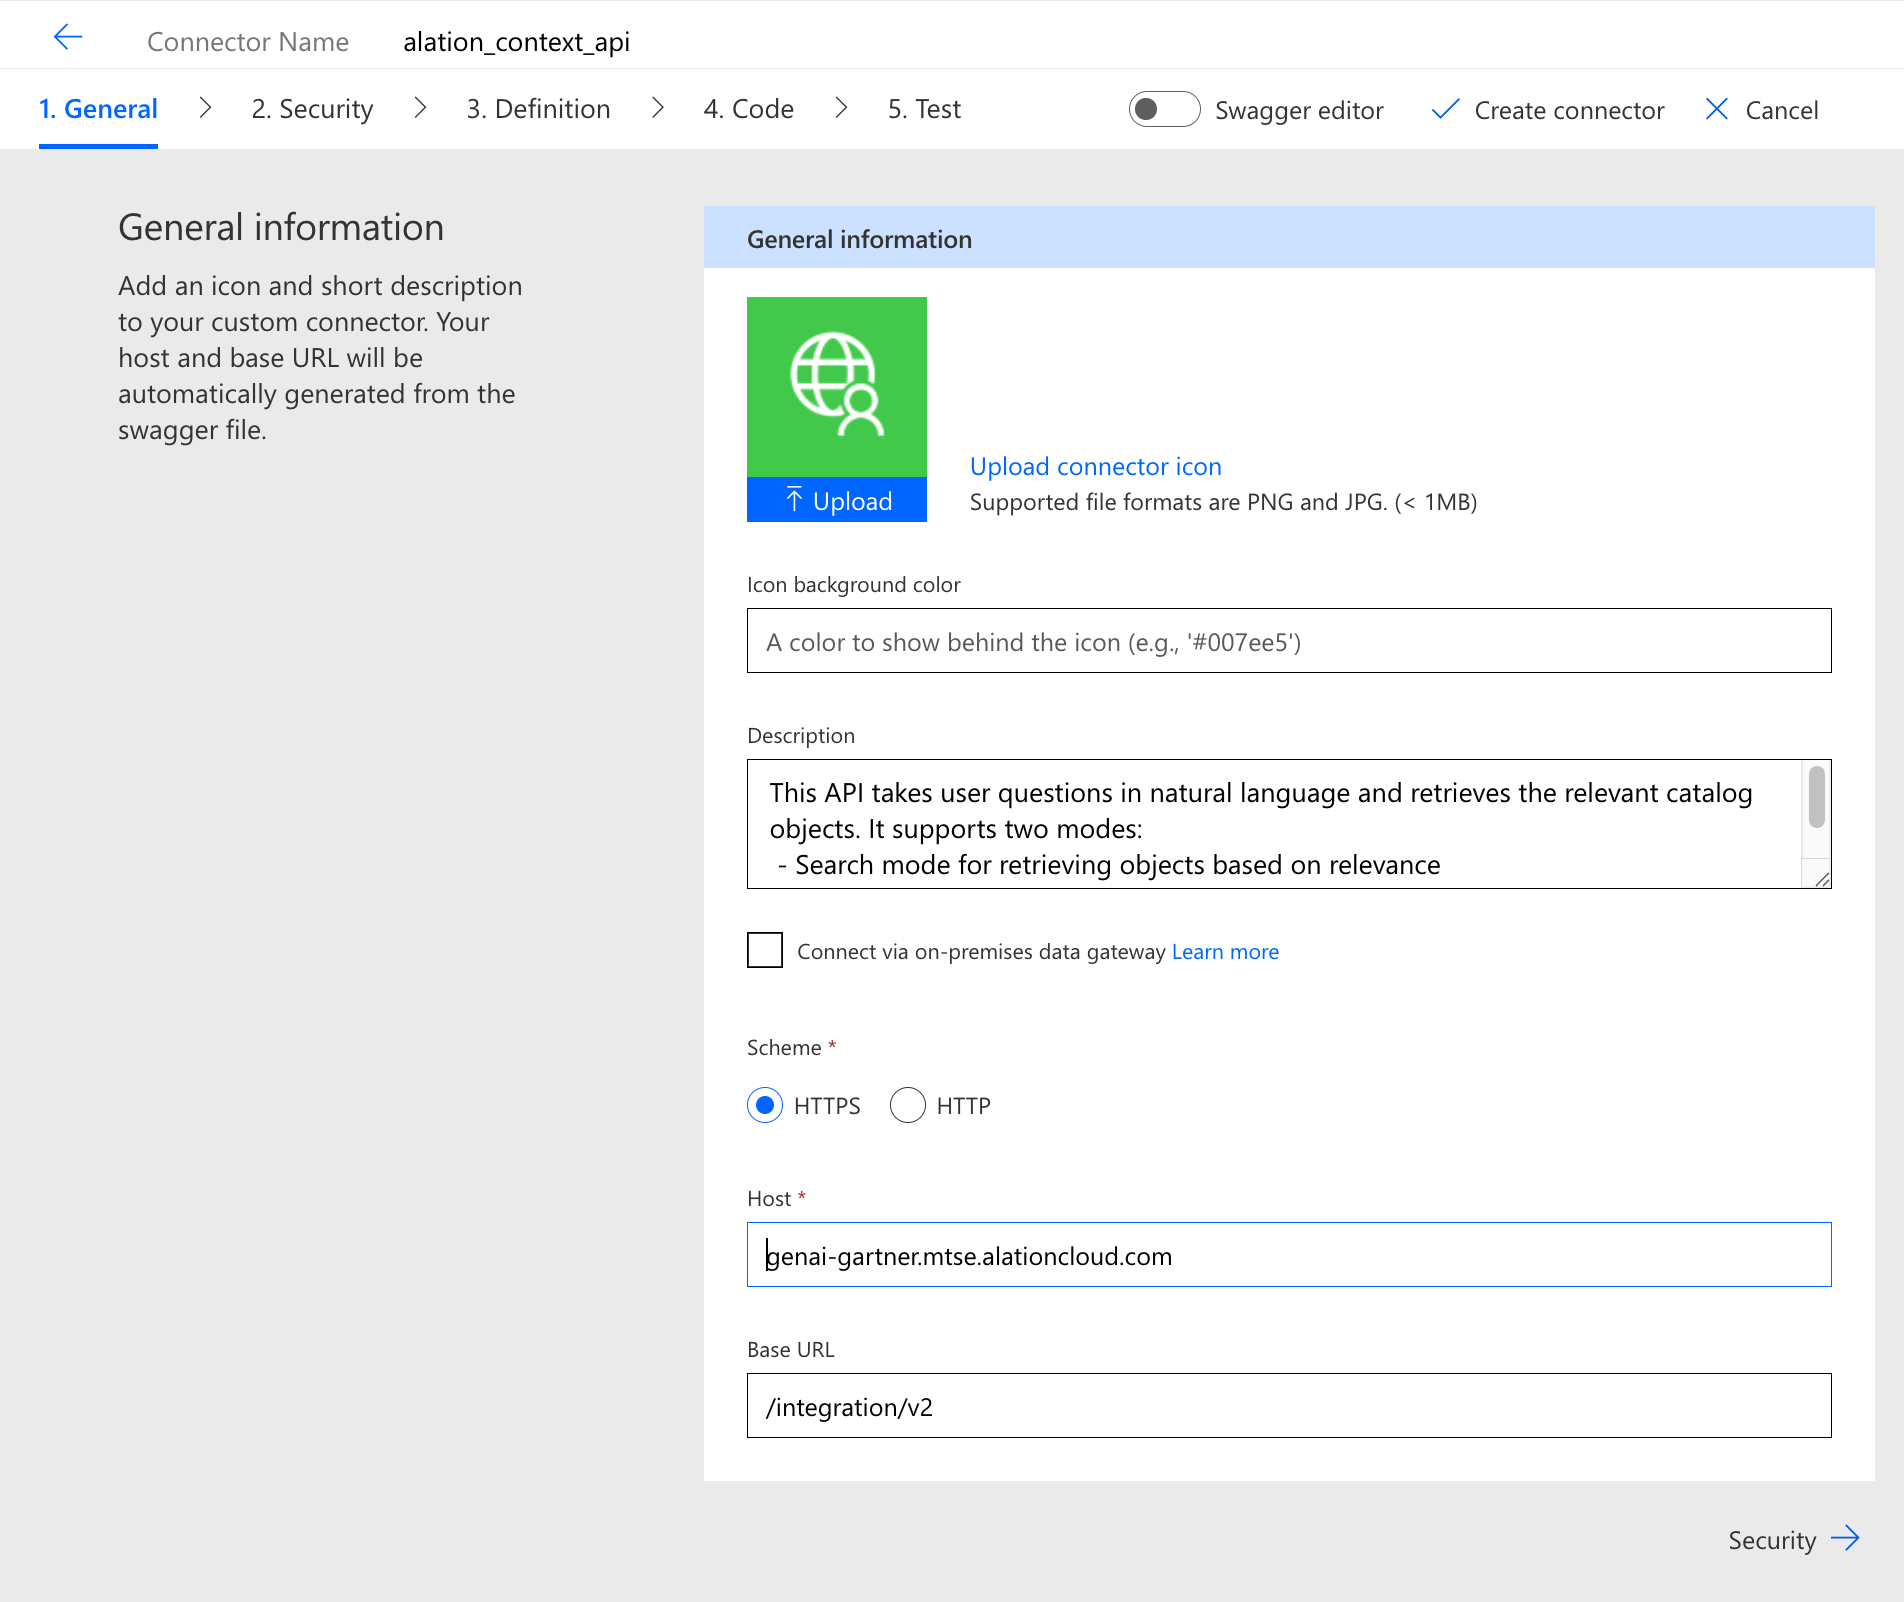 Connector Name alation_context_api
1. General 2. Security 3. Definition 4. Code 5. Test Swagger editor Create connector Cancel
General information
Add an icon and short description
to your custom connector. Your
host and base URL will be
automatically generated from the
swagger file.
General information
Upload
Upload connector icon
Supported file formats are PNG and JPG. (< 1MB)
Icon background color
A color to show behind the icon (e.g., '#007ee5')
Description
This API takes user questions in natural language and retrieves the relevant catalog
objects. It supports two modes:
- Search mode for retrieving objects based on relevance
Connect via on-premises data gateway Learn more
Scheme *
HTTPS HTTP
Host *
genai-gartner.mtse.alationcloud.com
Base URL
/integration/v2
Security